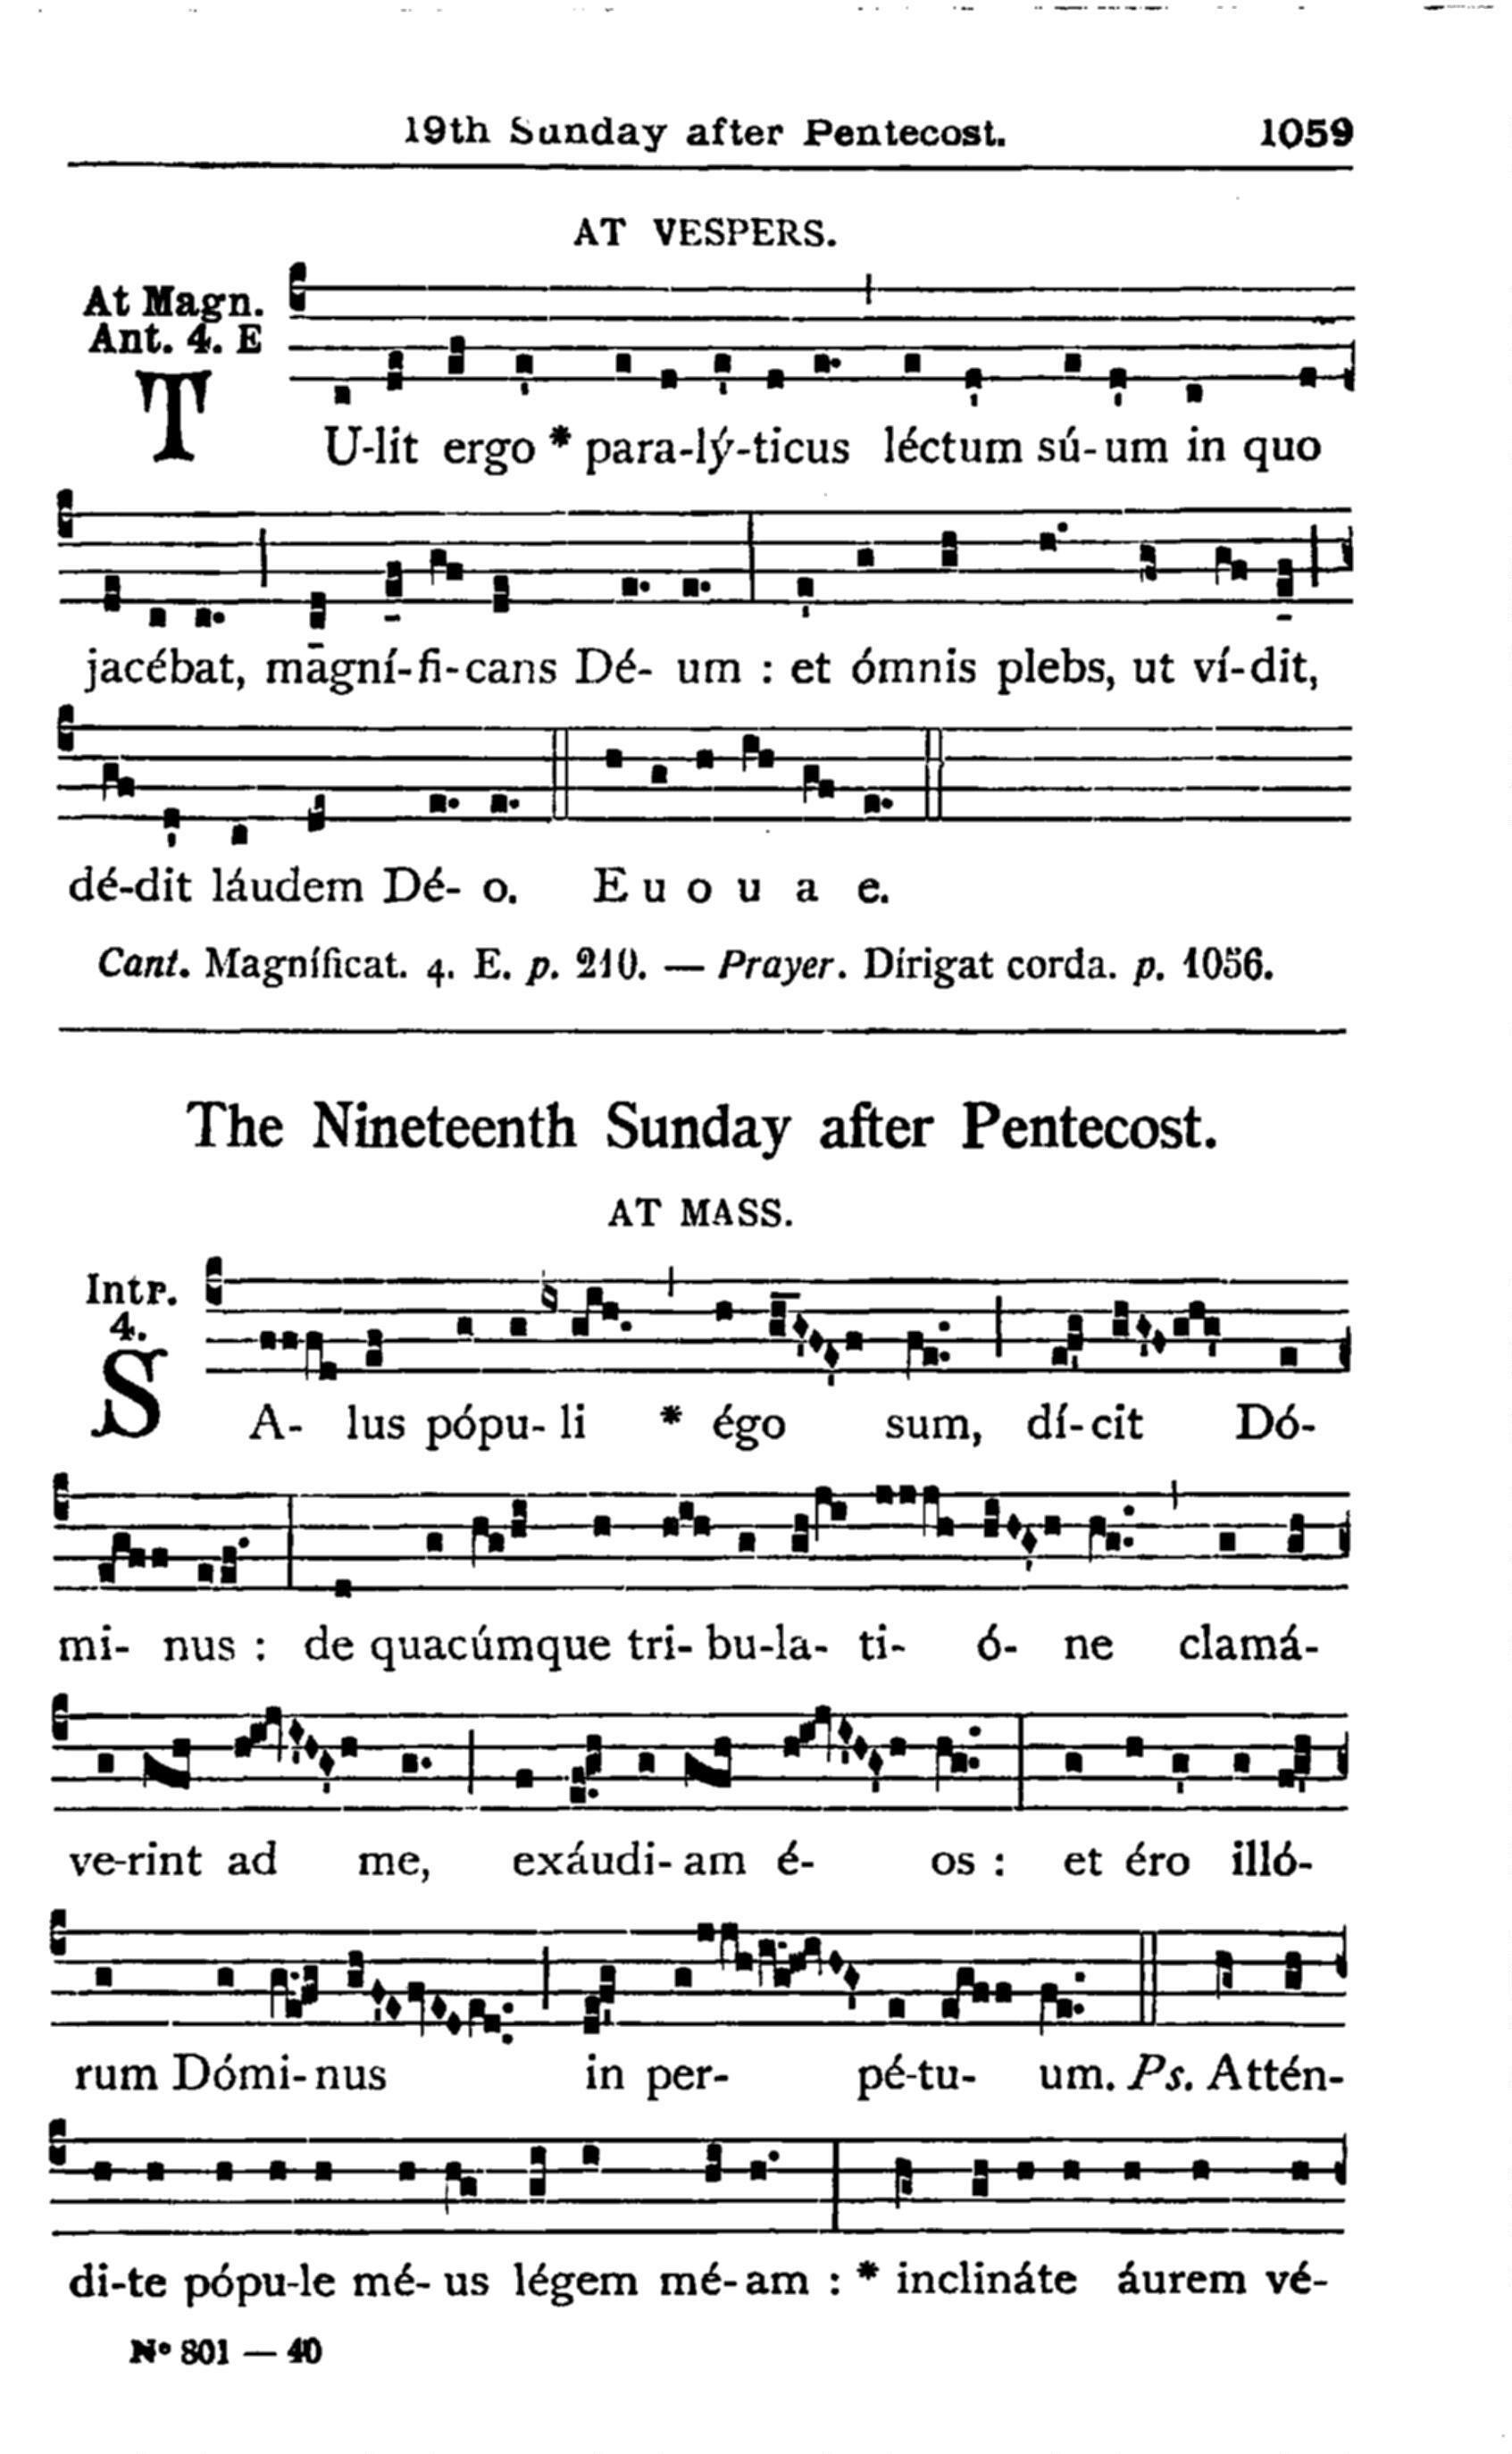 19th Sunday after Pentecost. 1059
AT VESPERS.
At Magn.
Ant. 4. E
TU-lit ergo * para-lý-ticus léctum sú-um in quo
jacébat, magní-fi-cans Dé- um : et ómnis plebs, ut ví-dit,
dé-dit láudem Dé- o. E u o u a e.
Cant. Magníficat. 4. E. p. 210. — Prayer. Dírigat corda. p. 1056.
The Nineteenth Sunday after Pentecost.
AT MASS.
Intr.
4.
SA- lus pópu- li * égo sum, dí-cit Dó-
mi- nus : de quacúmque tri- bu-la- ti- ó- ne clamá-
ve-rint ad me, exáudi- am é- os : et éro illó-
rum Dómi- nus in per- pé-tu- um. Ps. Attén-
di-te pópu-le mé- us légem mé- am : * inclináte áurem vé-
Nº 801 — 40